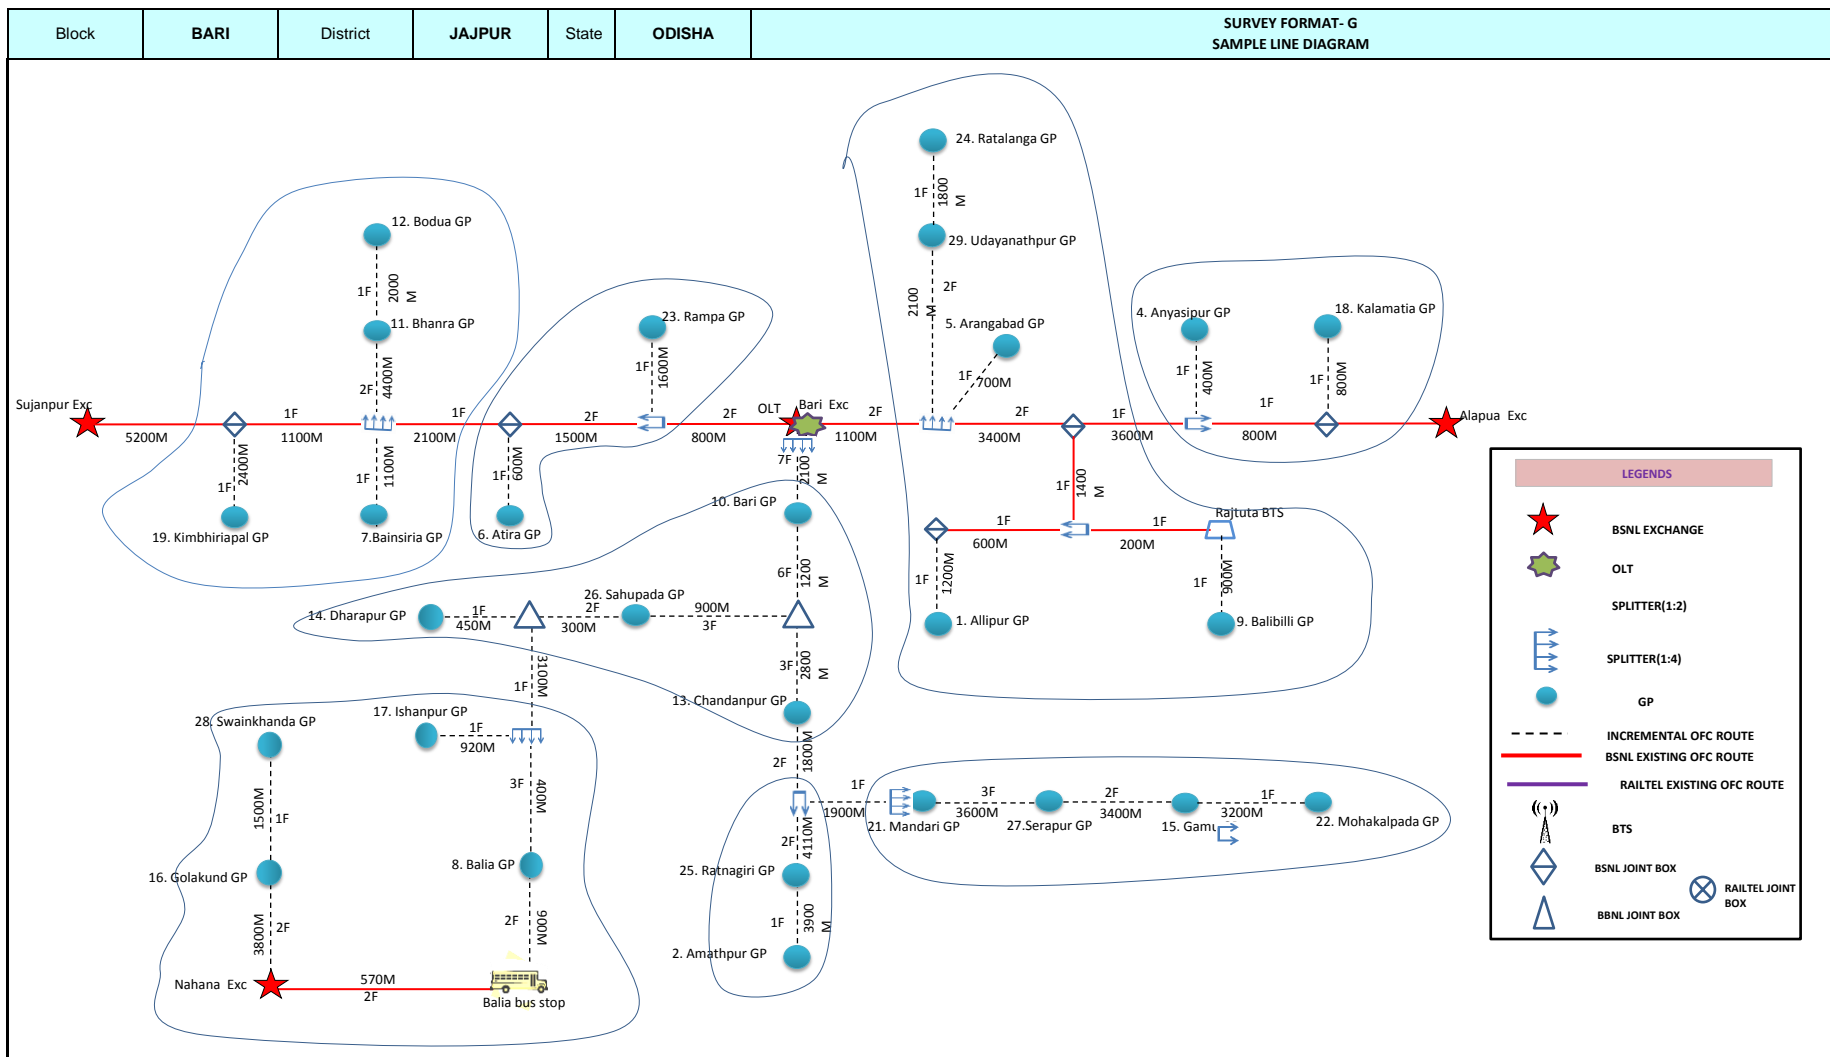 Block BARI District JAJPUR State ODISHA
SURVEY FORMAT- G
SAMPLE LINE DIAGRAM
24. Ratalanga GP
1F
1800
M
12. Bodua GP
29. Udayanathpur GP
1F
2000
M
2100
M
2F
11. Bhanra GP
23. Rampa GP
5. Arangabad GP
4. Anyasipur GP
18. Kalamatia GP
2F
4400M
1F
1600M
1F
700M
1F
400M
1F
800M
Sujanpur Exc
OLT
Bari Exc
Alapua Exc
1F
1F
2F
2F
2F
2F
1F
1F
5200M
1100M
2100M
1500M
800M
1100M
3400M
3600M
800M
1F
2400M
1F
1100M
1F
600M
7F
2100
M
1F
1400
M
19. Kimbhiriapal GP
7.Bainsiria GP
6. Atira GP
10. Bari GP
Rajtuta BTS
1F
600M
1F
200M
6F
1200
M
1F
1200M
1F
900M
14. Dharapur GP
1F
450M
2F
300M
26. Sahupada GP
900M
3F
1. Allipur GP
9. Balibilli GP
1F
3100M
3F
2800
M
13. Chandanpur GP
28. Swainkhanda GP
17. Ishanpur GP
1F
920M
2F
1800M
1500M
1F
3F
400M
1F
1900M
21. Mandari GP
3F
3600M
27.Serapur GP
2F
3400M
15. Gamu
1F
3200M
22. Mohakalpada GP
2F
4110M
16. Golakund GP
8. Balia GP
25. Ratnagiri GP
3800M
2F
2F
900M
1F
3900
M
2. Amathpur GP
Nahana Exc
570M
2F
Balia bus stop
LEGENDS
BSNL EXCHANGE
OLT
SPLITTER(1:2)
SPLITTER(1:4)
GP
INCREMENTAL OFC ROUTE
BSNL EXISTING OFC ROUTE
RAILTEL EXISTING OFC ROUTE
BTS
BSNL JOINT BOX
RAILTEL JOINT
BOX
BBNL JOINT BOX